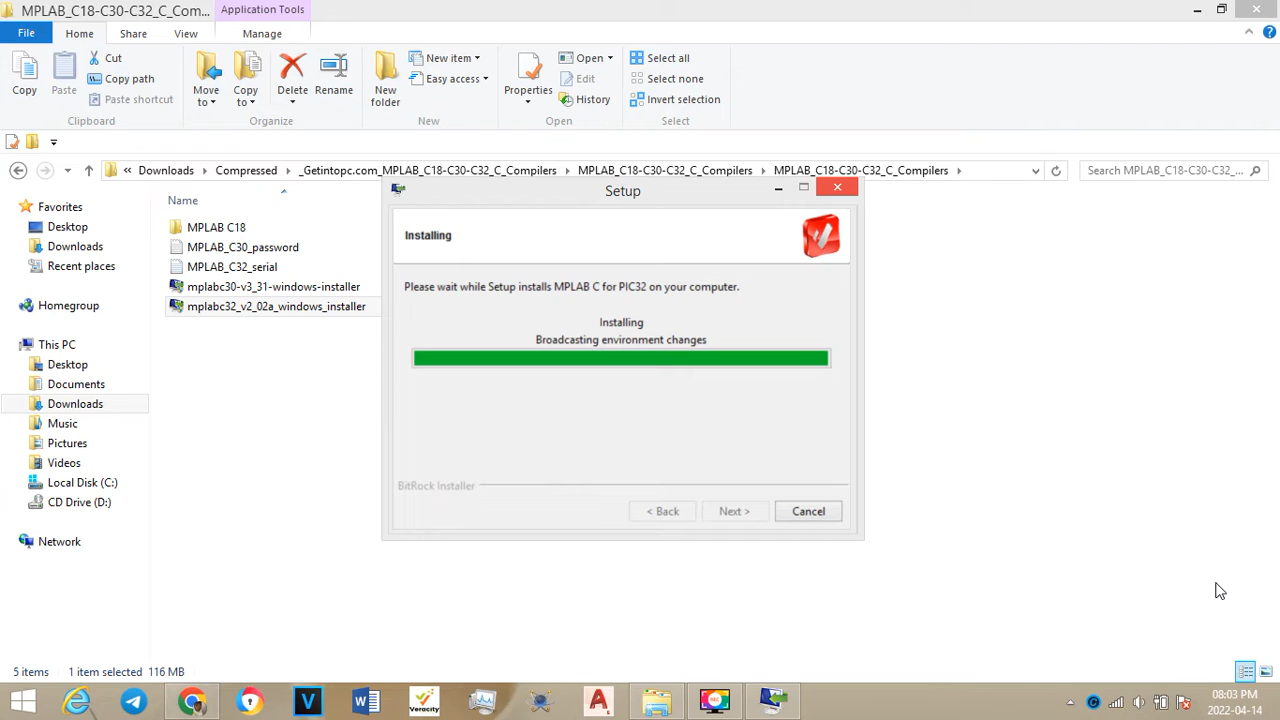 MPLAB_C18-C30-C32_C_Com...
Application Tools
File
Home
Share
View
Manage
Copy
Paste
Cut
Copy path
Paste shortcut
Clipboard
Move to
Copy to
Delete
Rename
Organize
New folder
New item
Easy access
New
Properties
Open
Edit
History
Open
Select all
Select none
Invert selection
Select
« Downloads Compressed _Getintopc.com_MPLAB_C18-C30-C32_C_Compilers MPLAB_C18-C30-C32_C_Compilers MPLAB_C18-C30-C32_C_Compilers
Search MPLAB_C18-C30-C32_...
Favorites
Desktop
Downloads
Recent places
Homegroup
This PC
Desktop
Documents
Downloads
Music
Pictures
Videos
Local Disk (C:)
CD Drive (D:)
Network
Name
MPLAB C18
MPLAB_C30_password
MPLAB_C32_serial
mplabc30-v3_31-windows-installer
mplabc32_v2_02a_windows_installer
Setup
Installing
Please wait while Setup installs MPLAB C for PIC32 on your computer.
Installing
Broadcasting environment changes
BitRock Installer
< Back
Next >
Cancel
5 items
1 item selected 116 MB
V
Verocity
REC
08:03 PM
2022-04-14